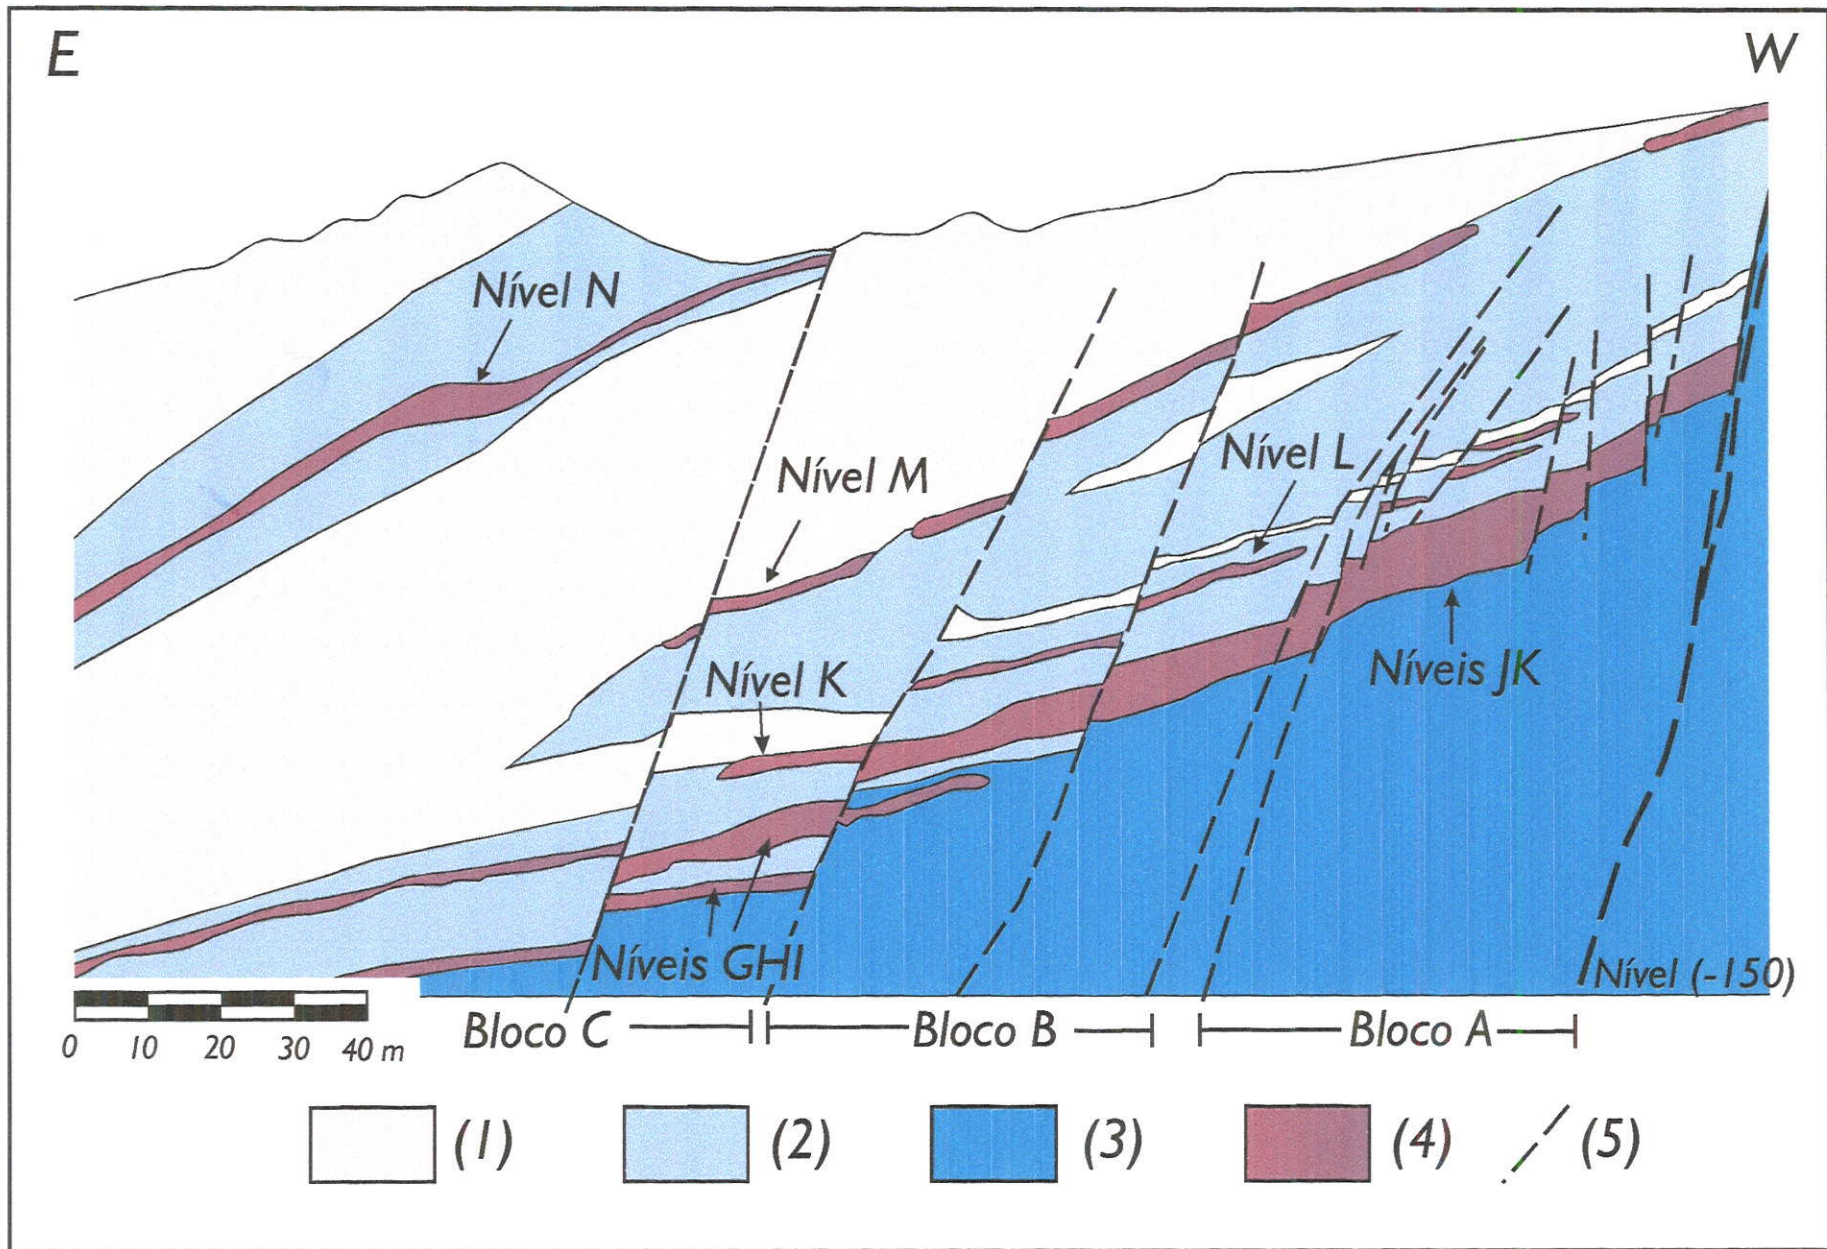 E W
Nível N
Nível M
Nível L
Nível K
Níveis JK
Níveis GHI
Nível (-150)
0 10 20 30 40 m
Bloco C Bloco B Bloco A
(1) (2) (3) (4) (5)